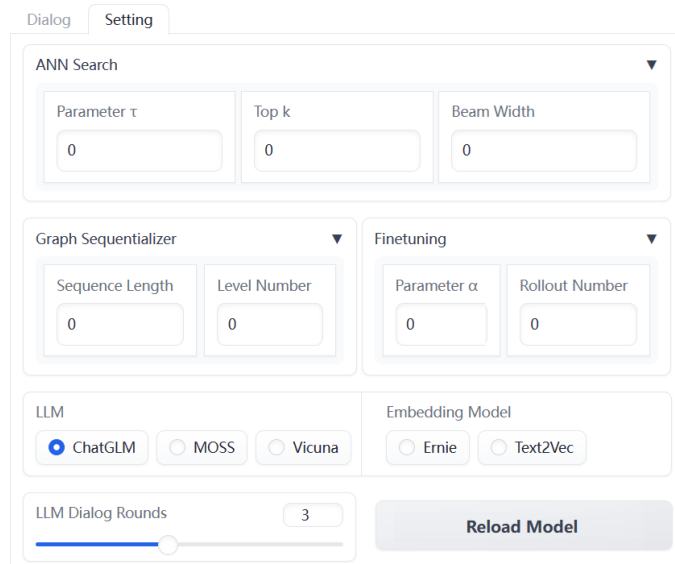 Dialog Setting
ANN Search ▼
Parameter τ Top k Beam Width
0 0 0
Graph Sequentializer ▼ Finetuning ▼
Sequence Length Level Number Parameter α Rollout Number
0 0 0 0
LLM Embedding Model
ChatGLM MOSS Vicuna Ernie Text2Vec
LLM Dialog Rounds 3
Reload Model